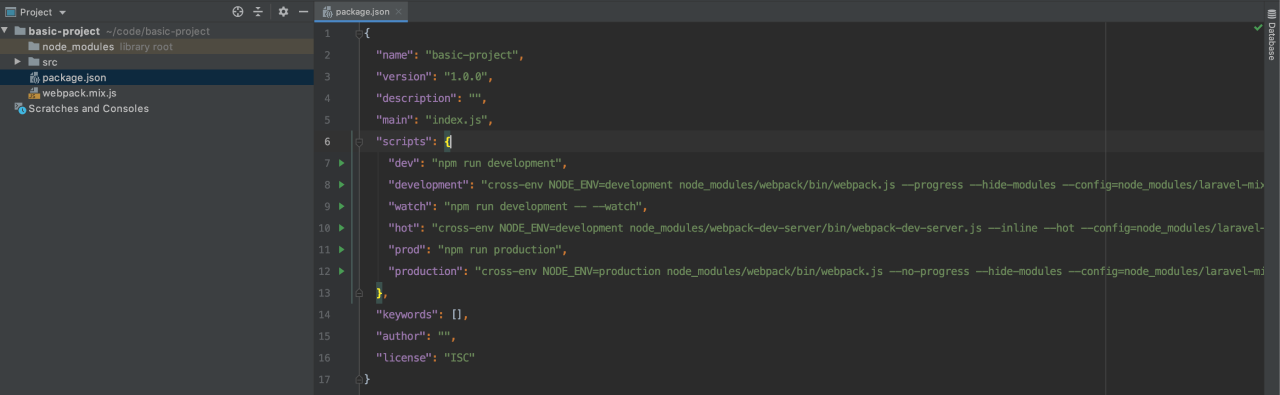 Project
package.json
basic-project ~/code/basic-project
node_modules library root
src
package.json
webpack.mix.js
Scratches and Consoles
Database
1 {
2 "name": "basic-project",
3 "version": "1.0.0",
4 "description": "",
5 "main": "index.js",
6 "scripts": {
7 "dev": "npm run development",
8 "development": "cross-env NODE_ENV=development node_modules/webpack/bin/webpack.js --progress --hide-modules --config=node_modules/laravel-mix
9 "watch": "npm run development -- --watch",
10 "hot": "cross-env NODE_ENV=development node_modules/webpack-dev-server/bin/webpack-dev-server.js --inline --hot --config=node_modules/laravel-
11 "prod": "npm run production",
12 "production": "cross-env NODE_ENV=production node_modules/webpack/bin/webpack.js --no-progress --hide-modules --config=node_modules/laravel-mi
13 },
14 "keywords": [],
15 "author": "",
16 "license": "ISC"
17 }